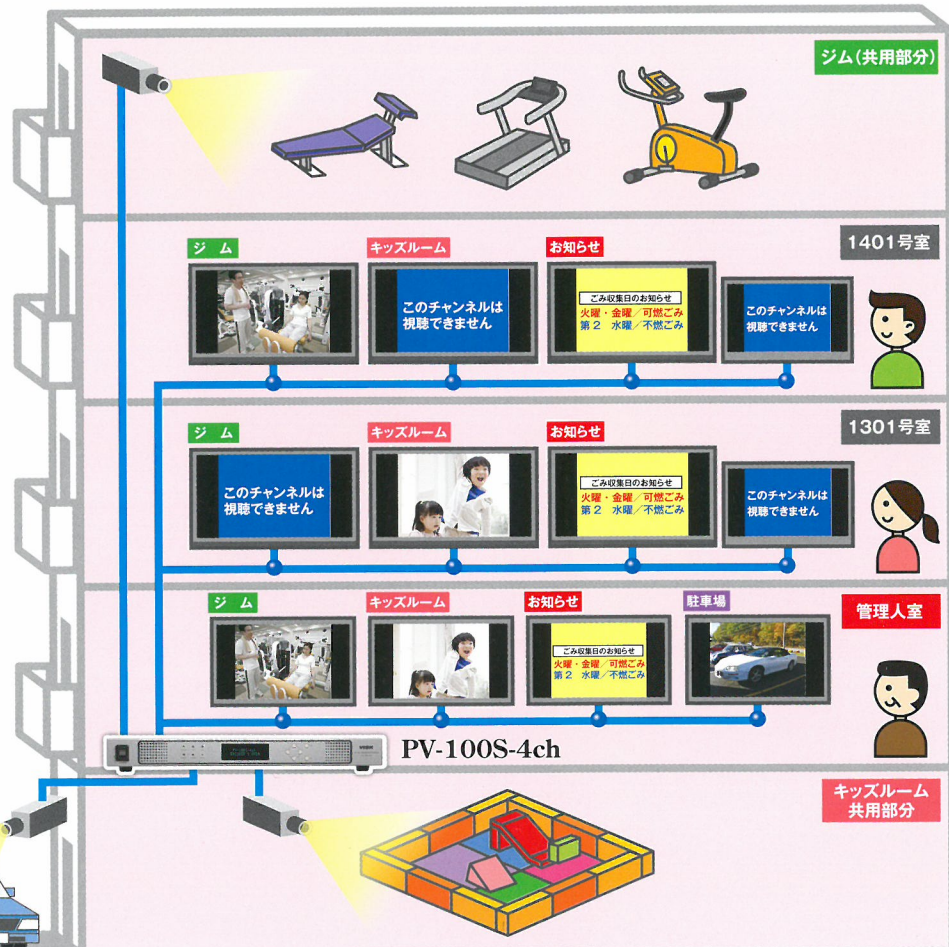 ジム(共用部分)
1401号室
ジム
キッズルーム
お知らせ
このチャンネルは
視聴できません
ごみ収集日のお知らせ
火曜・金曜/可燃ごみ
第2 水曜/不燃ごみ
このチャンネルは
視聴できません
1301号室
ジム
キッズルーム
お知らせ
このチャンネルは
視聴できません
ごみ収集日のお知らせ
火曜・金曜/可燃ごみ
第2 水曜/不燃ごみ
このチャンネルは
視聴できません
管理人室
ジム
キッズルーム
お知らせ
駐車場
ごみ収集日のお知らせ
火曜・金曜/可燃ごみ
第2 水曜/不燃ごみ
PV-100S-4ch
キッズルーム
共用部分